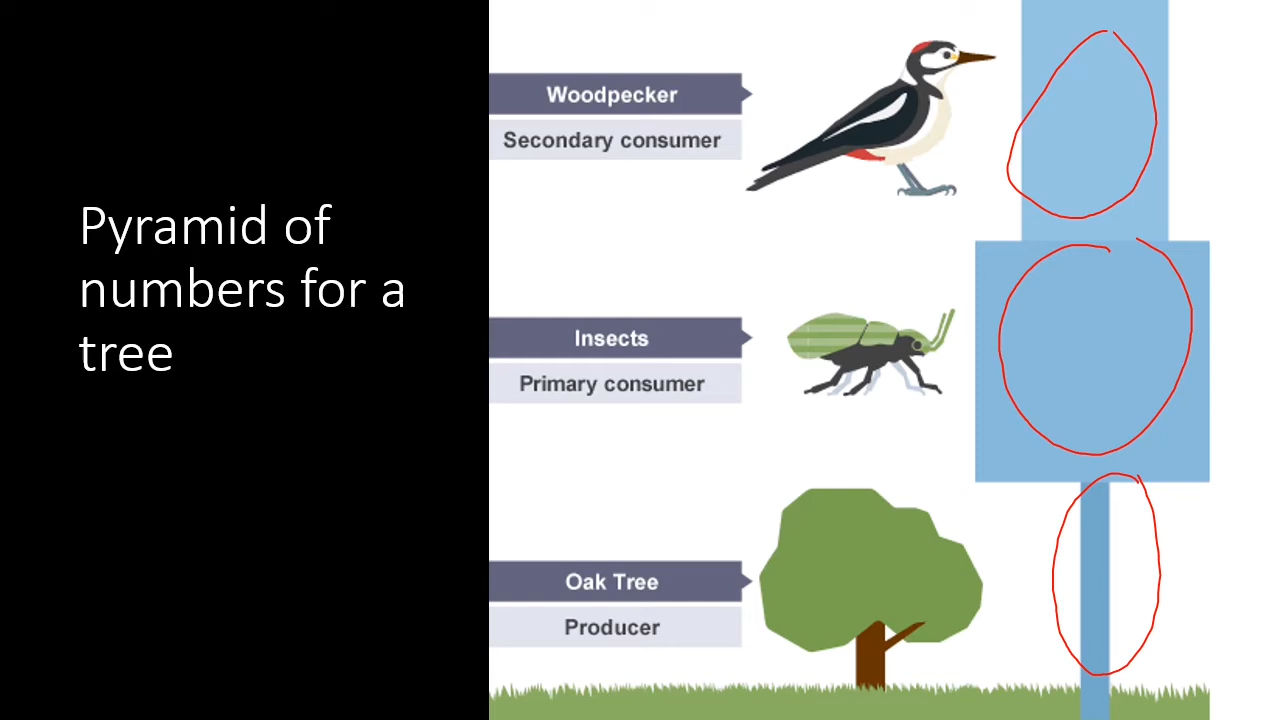 Pyramid of
numbers for a
tree
Woodpecker
Secondary consumer
Insects
Primary consumer
Oak Tree
Producer